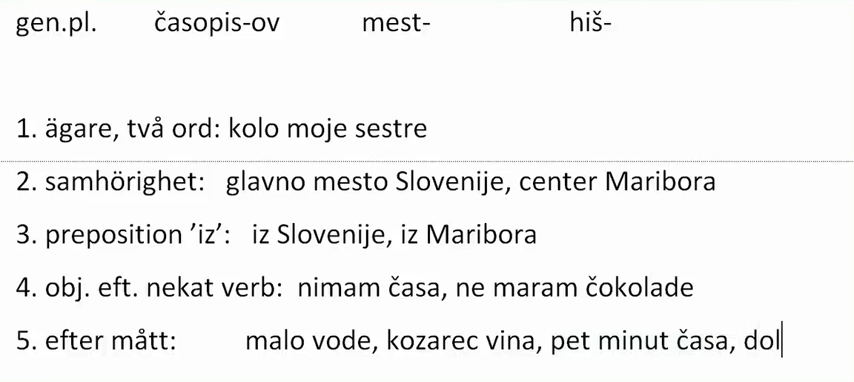 gen.pl. časopis-ov mest- hiš-
1. ägare, två ord: kolo moje sestre
2. samhörighet: glavno mesto Slovenije, center Maribora
3. preposition ’iz’: iz Slovenije, iz Maribora
4. obj. eft. nekat verb: nimam časa, ne maram čokolade
5. efter mått: malo vode, kozarec vina, pet minut časa, dol